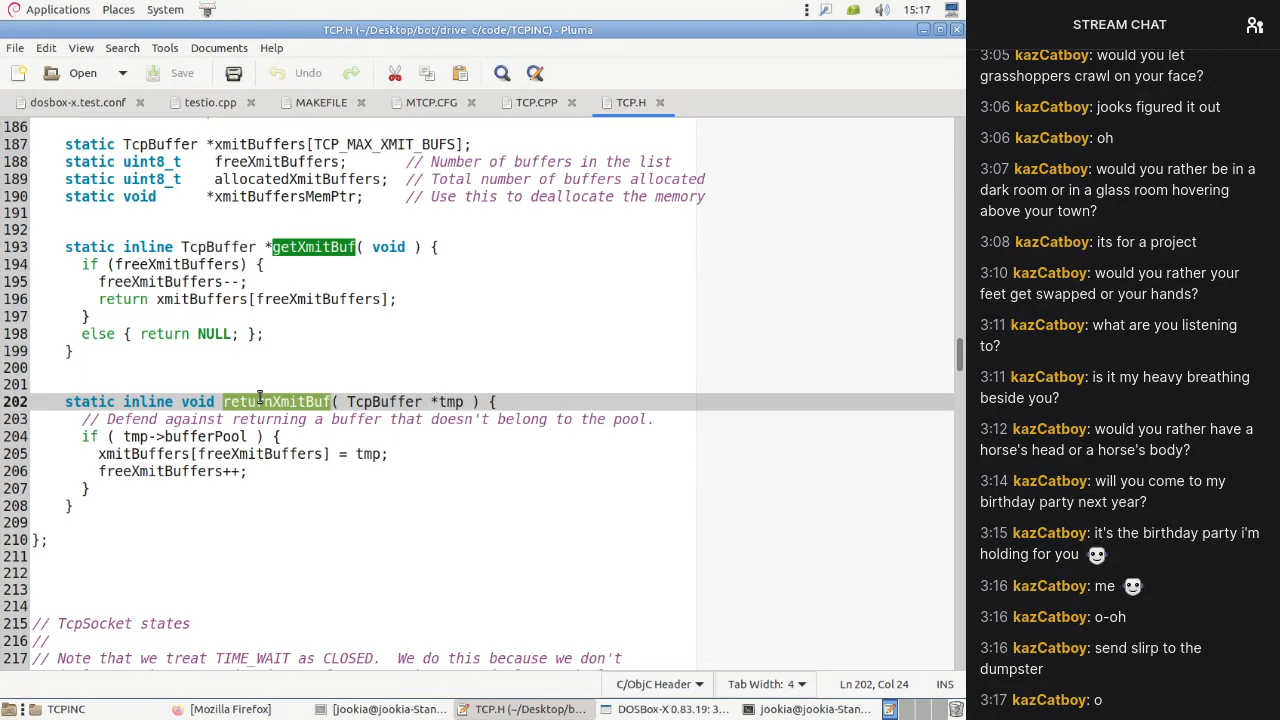 Applications Places System 15:17
TCP.H (~/Desktop/bot/drive_c/code/TCPINC) - Pluma
File Edit View Search Tools Documents Help
Open Save Undo
dosbox-x.test.conf testio.cpp MAKEFILE MTCP.CFG TCP.CPP TCP.H
186
187 static TcpBuffer *xmitBuffers[TCP_MAX_XMIT_BUFS];
188 static uint8_t freeXmitBuffers; // Number of buffers in the list
189 static uint8_t allocatedXmitBuffers; // Total number of buffers allocated
190 static void *xmitBuffersMemPtr; // Use this to deallocate the memory
191
192
193 static inline TcpBuffer *getXmitBuf( void ) {
194 if (freeXmitBuffers) {
195 freeXmitBuffers--;
196 return xmitBuffers[freeXmitBuffers];
197 }
198 else { return NULL; };
199 }
200
201
202 static inline void returnXmitBuf( TcpBuffer *tmp ) {
203 // Defend against returning a buffer that doesn't belong to the pool.
204 if ( tmp->bufferPool ) {
205 xmitBuffers[freeXmitBuffers] = tmp;
206 freeXmitBuffers++;
207 }
208 }
209
210 };
211
212
213
214
215 // TcpSocket states
216 //
217 // Note that we treat TIME_WAIT as CLOSED. We do this because we don't
C/ObjC Header Tab Width: 4 Ln 202, Col 24 INS
TCPINC [Mozilla Firefox] [jookia@jookia-Stan... TCP.H (~/Desktop/b... DOSBox-X 0.83.19: 3... jookia@jookia-Stan...
STREAM CHAT
3:05 kazCatboy: would you let
grasshoppers crawl on your face?
3:06 kazCatboy: jooks figured it out
3:06 kazCatboy: oh
3:07 kazCatboy: would you rather be in a
dark room or in a glass room hovering
above your town?
3:08 kazCatboy: its for a project
3:10 kazCatboy: would you rather your
feet get swapped or your hands?
3:11 kazCatboy: what are you listening
to?
3:11 kazCatboy: is it my heavy breathing
beside you?
3:12 kazCatboy: would you rather have a
horse's head or a horse's body?
3:14 kazCatboy: will you come to my
birthday party next year?
3:15 kazCatboy: it's the birthday party i'm
holding for you
3:16 kazCatboy: me
3:16 kazCatboy: o-oh
3:16 kazCatboy: send slirp to the
dumpster
3:17 kazCatboy: o